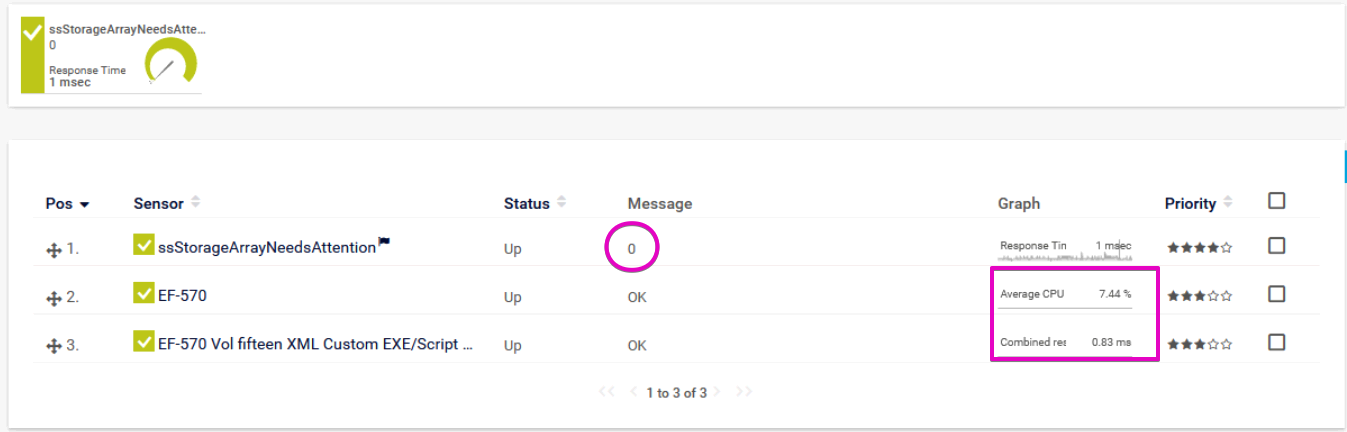 ssStorageArrayNeedsAtte...
0
Response Time
1 msec
Pos Sensor Status Message Graph Priority
1. ssStorageArrayNeedsAttention Up 0 Response Tin 1 msec
2. EF-570 Up OK Average CPU 7.44 %
3. EF-570 Vol fifteen XML Custom EXE/Script ... Up OK Combined res 0.83 ms
1 to 3 of 3